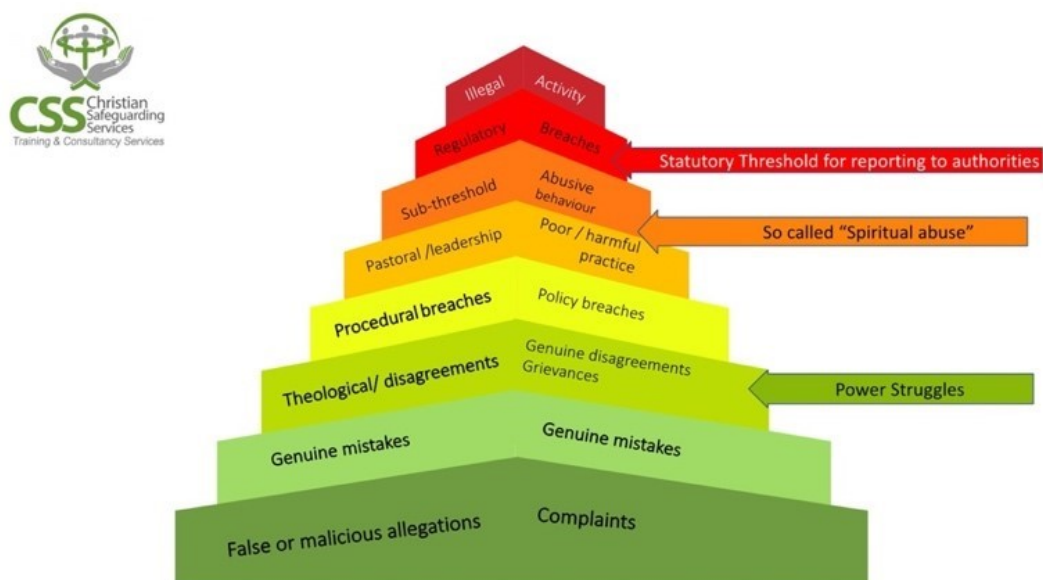 CSS Christian
Safeguarding
Services
Training & Consultancy Services
Illegal Activity
Regulatory Breaches
Statutory Threshold for reporting to authorities
Sub-threshold Abusive
behaviour
So called “Spiritual abuse”
Pastoral /leadership Poor / harmful
practice
Procedural breaches Policy breaches
Theological/ disagreements Genuine disagreements
Grievances
Power Struggles
Genuine mistakes Genuine mistakes
False or malicious allegations Complaints